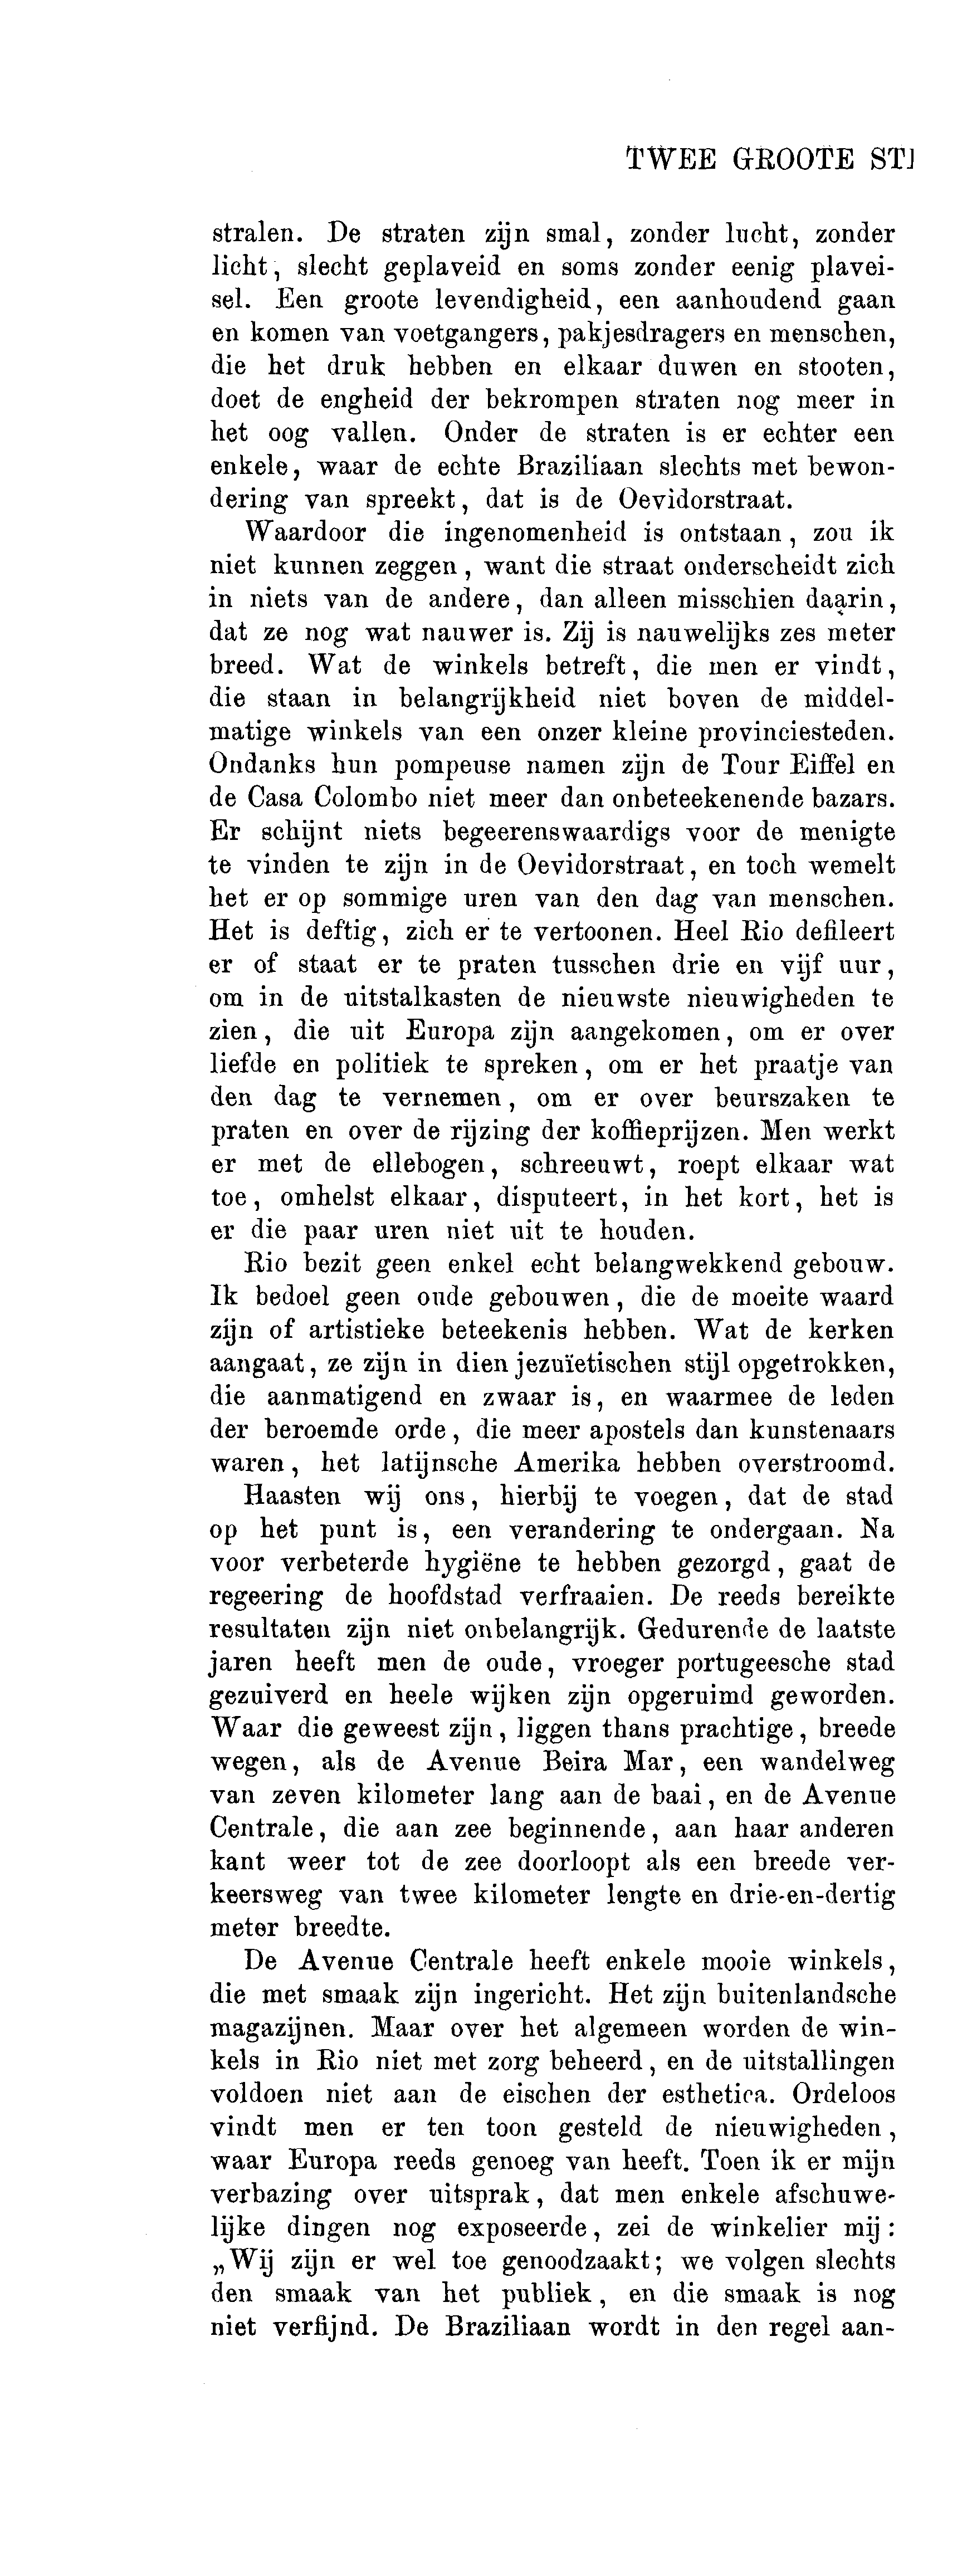 TWEE GROOTE
stralen. De straten zijn smal, zonder lucht, zonder
licht, slecht geplaveid en soms zonder eenig plavei-
sel. Een groote levendigheid, een aanhoudend gaan
en komen van voetgangers, pakjesdragers en menschen,
die het druk hebben en elkaar duwen en stooten,
doet de engheid der bekrompen straten nog meer in
het oog vallen. Onder de straten is er echter een
enkele, waar de echte Braziliaan slechts met bewon-
dering van spreekt, dat is de Oevidorstraat.
Waardoor die ingenomenheid is ontstaan, zou ik
niet kunnen zeggen, want die straat onderscheidt zich
in niets van de andere, dan alleen misschien daarin,
dat ze nog wat nauwer is. Zij is nauwelijks zes meter
breed. Wat de winkels betreft, die men er vindt,
die staan in belangrijkheid niet boven de middel-
matige winkels van een onzer kleine provinciesteden.
Ondanks hun pompeuse namen zijn de Tour Eiffel en
de Casa Colombo niet meer dan onbeteekenende bazars.
Er schijnt niets begeerenswaardigs voor de menigte
te vinden te zijn in de Oevidorstraat, en toch wemelt
het er op sommige uren van den dag van menschen.
Het is deftig, zich er te vertoonen. Heel Rio defileert
er of staat er te praten tusschen drie en vijf uur,
om in de uitstalkasten de nieuwste nieuwigheden te
zien, die uit Europa zijn aangekomen, om er over
liefde en politiek te spreken, om er het praatje van
den dag te vernemen, om er over beurszaken te
praten en over de rijzing der koffieprijzen. Men werkt
er met de ellebogen, schreeuwt, roept elkaar wat
toe, omhelst elkaar, disputeert, in het kort, het is
er die paar uren niet uit te houden.
Rio bezit geen enkel echt belangwekkend gebouw.
Ik bedoel geen oude gebouwen, die de moeite waard
zijn of artistieke beteekenis hebben. Wat de kerken
aangaat, ze zijn in dien jezuïetischen stijl opgetrokken,
die aanmatigend en zwaar is, en waarmee de leden
der beroemde orde, die meer apostels dan kunstenaars
waren, het latijnsche Amerika hebben overstroomd.
Haasten wij ons, hierbij te voegen, dat de stad
op het punt is, een verandering te ondergaan. Na
voor verbeterde hygiëne te hebben gezorgd, gaat de
regeering de hoofdstad verfraaien. De reeds bereikte
resultaten zijn niet onbelangrijk. Gedurende de laatste
jaren heeft men de oude, vroeger portugeesche stad
gezuiverd en heele wijken zijn opgeruimd geworden.
Waar die geweest zijn, liggen thans prachtige, breede
wegen, als de Avenue Beira Mar, een wandelweg
van zeven kilometer lang aan de baai, en de Avenue
Centrale, die aan zee beginnende, aan haar anderen
kant weer tot de zee doorloopt als een breede ver-
keersweg van twee kilometer lengte en drie-en-dertig
meter breedte.
De Avenue Centrale heeft enkele mooie winkels,
die met smaak zijn ingericht. Het zijn buitenlandsche
magazijnen. Maar over het algemeen worden de win-
kels in Rio niet met zorg beheerd, en de uitstallingen
voldoen niet aan de eischen der esthetica. Ordeloos
vindt men er ten toon gesteld de nieuwigheden,
waar Europa reeds genoeg van heeft. Toen ik er mijn
verbazing over uitsprak, dat men enkele afschuwe-
lijke dingen nog exposeerde, zei de winkelier mij:
„Wij zijn er wel toe genoodzaakt; we volgen slechts
den smaak van het publiek, en die smaak is nog
niet verfijnd. De Braziliaan wordt in den regel aan-